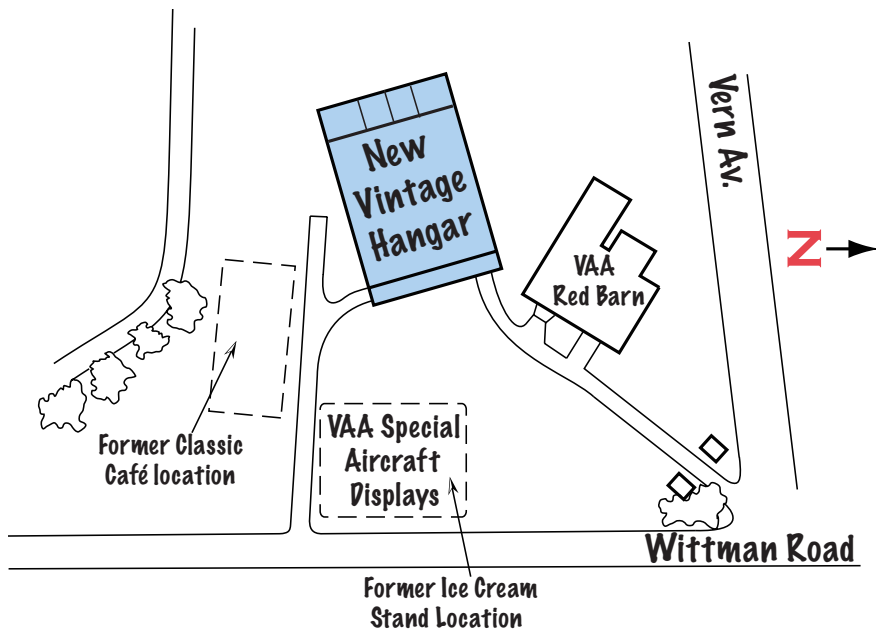 New
Vintage
Hangar
Vern Av.
N
VAA
Red Barn
Former Classic
Café location
VAA Special
Aircraft
Displays
Wittman Road
Former Ice Cream
Stand Location